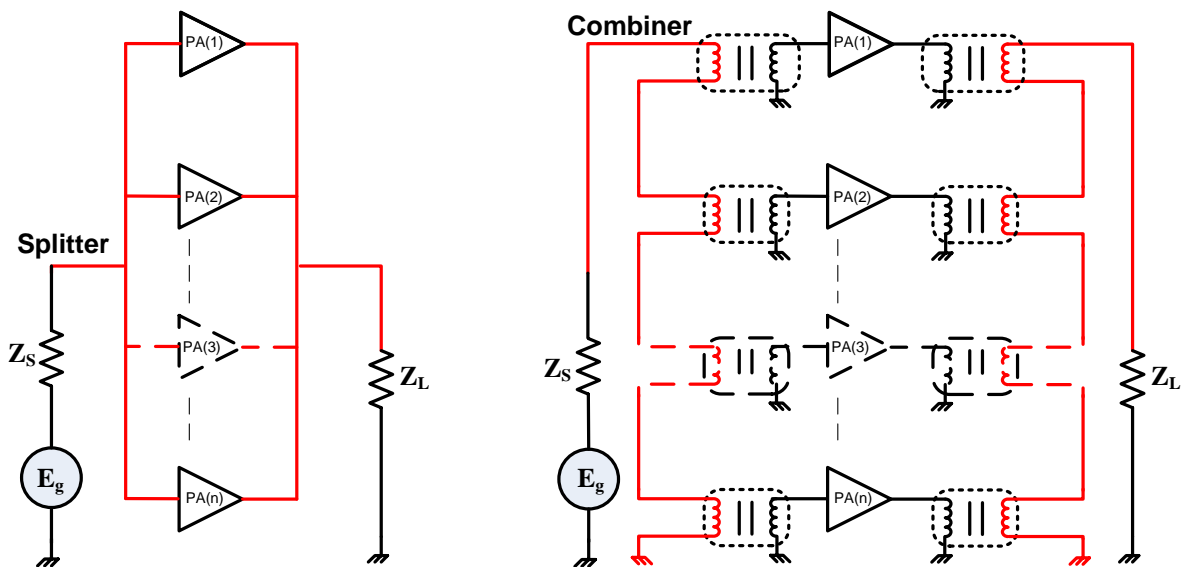 Splitter
PA(1)
PA(2)
PA(3)
PA(n)
ZS
Eg
ZL
Combiner
PA(1)
PA(2)
PA(3)
PA(n)
ZS
Eg
ZL